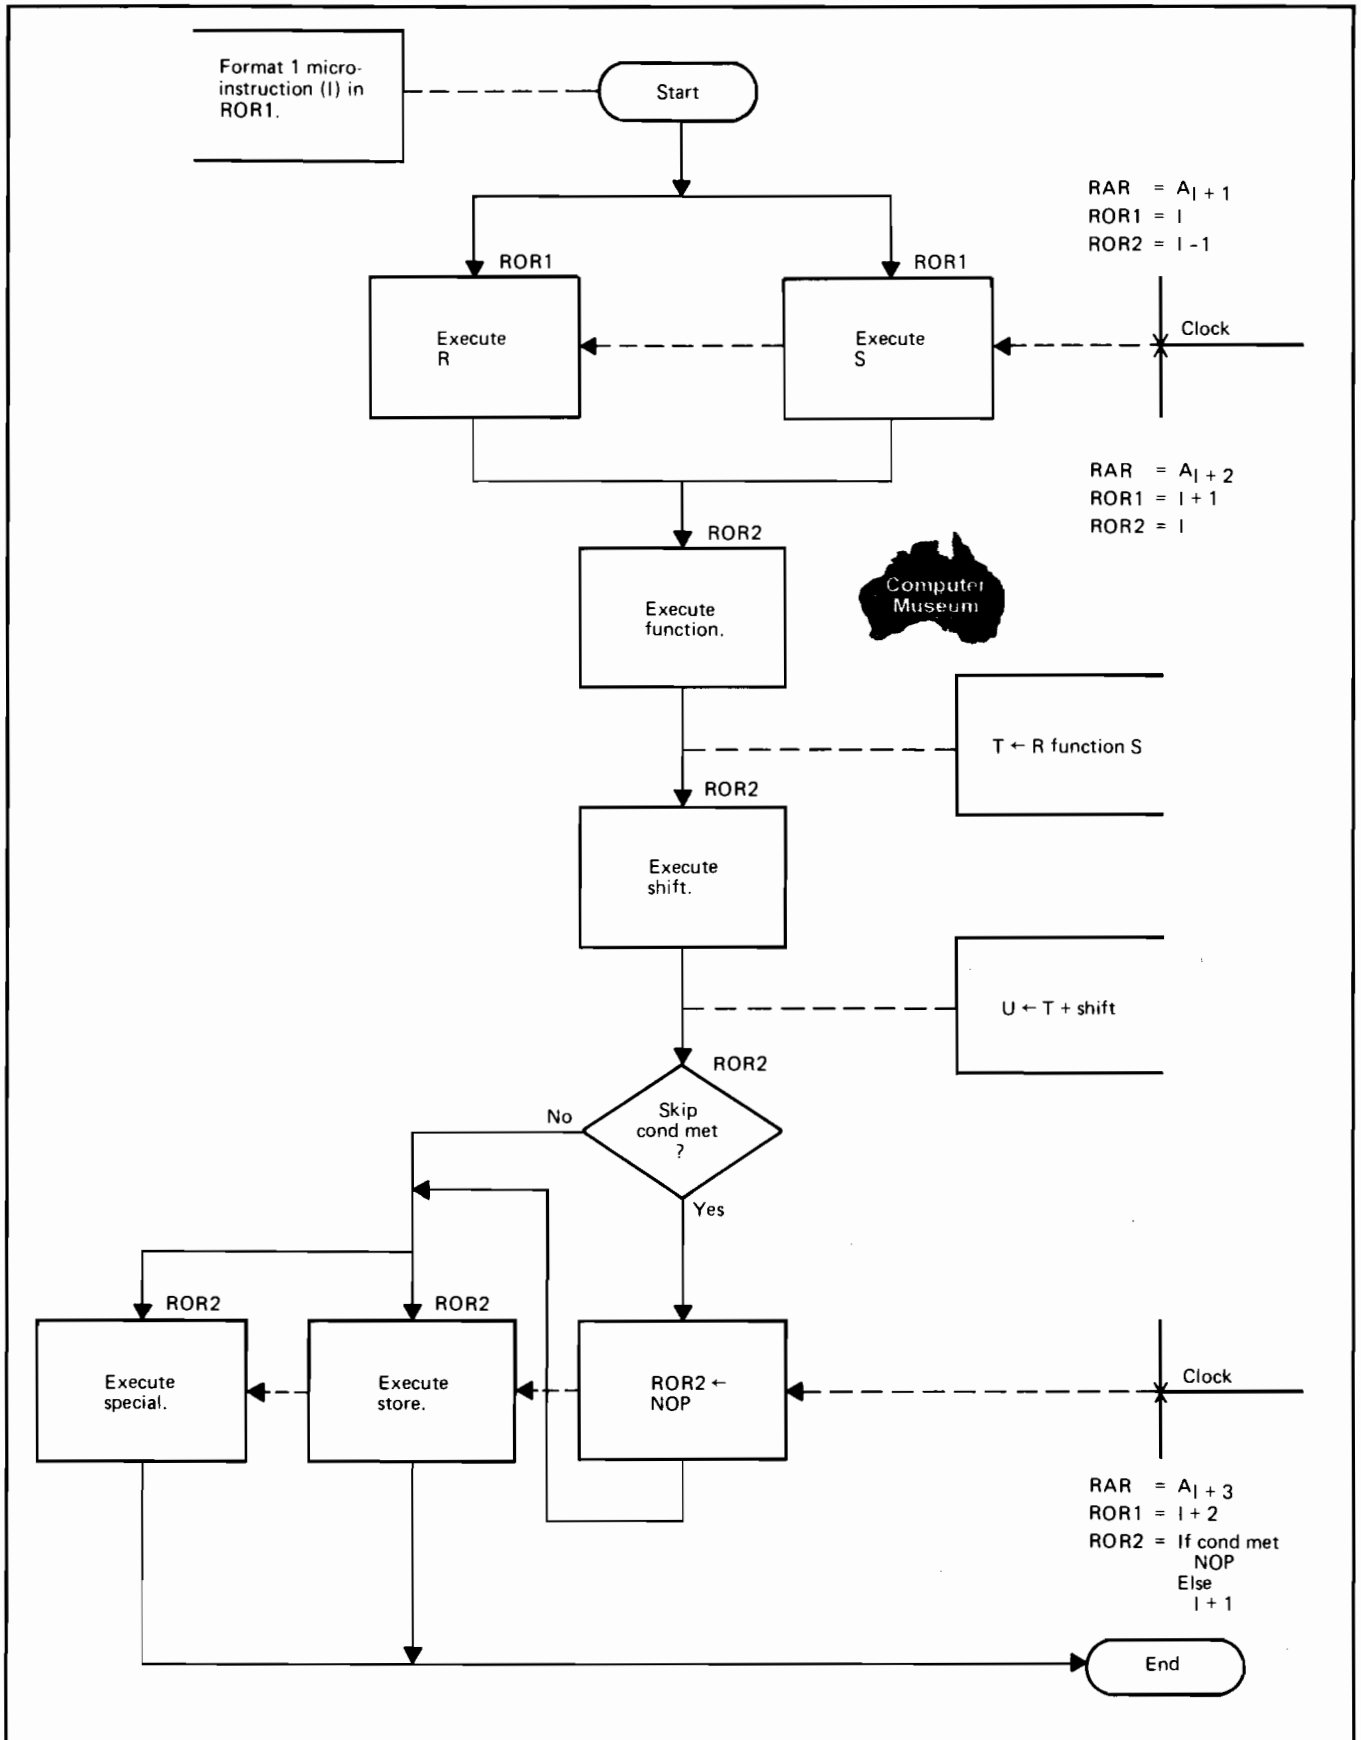 Format 1 micro-
instruction (I) in
ROR1.
Start
RAR = A I + 1
ROR1 = I
ROR2 = I -1
ROR1
ROR1
Execute
R
Execute
S
Clock
RAR = A I + 2
ROR1 = I + 1
ROR2 = I
ROR2
Computer
Museum
Execute
function.
T ← R function S
ROR2
Execute
shift.
U ← T + shift
ROR2
Skip
cond met
?
No
Yes
ROR2
ROR2
Execute
special.
Execute
store.
ROR2 ←
NOP
Clock
RAR = A I + 3
ROR1 = I + 2
ROR2 = If cond met
NOP
Else
I + 1
End